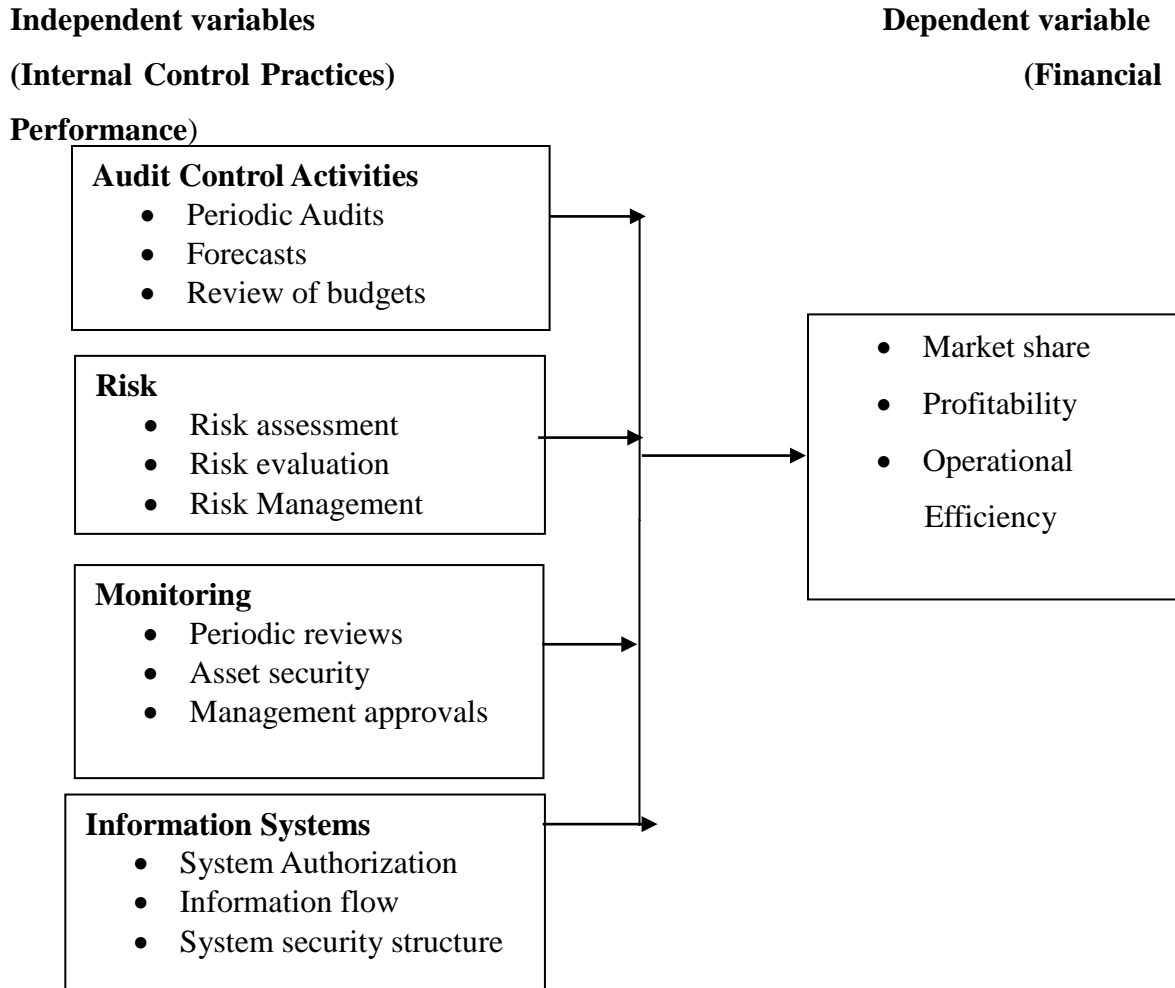 Independent variables Dependent variable
(Internal Control Practices) (Financial
Performance)
Audit Control Activities
• Periodic Audits
• Forecasts
• Review of budgets
Risk
• Risk assessment
• Risk evaluation
• Risk Management
Monitoring
• Periodic reviews
• Asset security
• Management approvals
Information Systems
• System Authorization
• Information flow
• System security structure
• Market share
• Profitability
• Operational
Efficiency